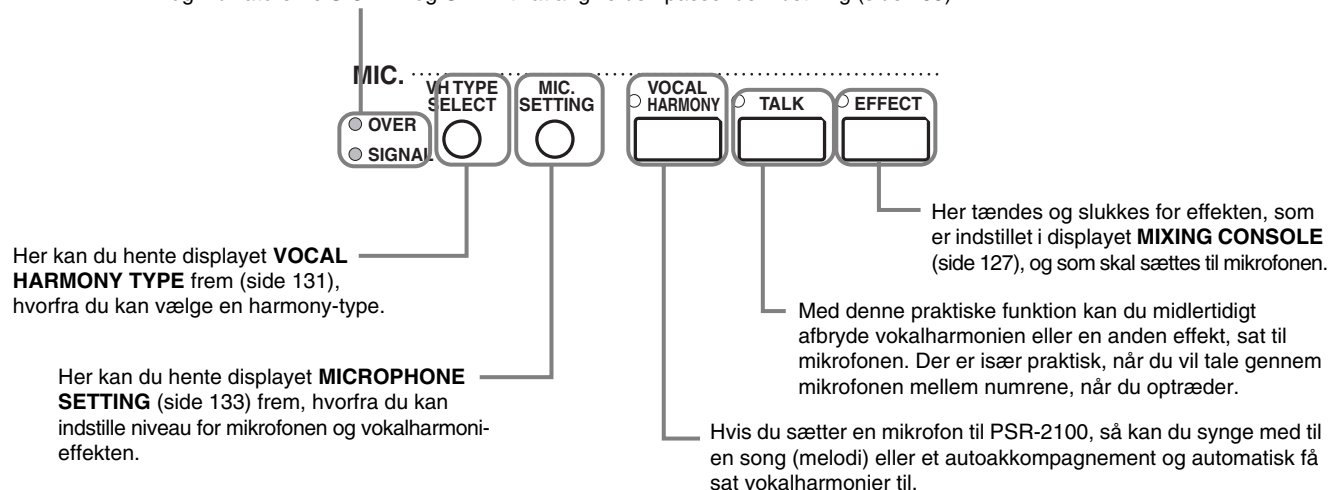 MIC.
VH TYPE
SELECT
MIC.
SETTING
VOCAL
HARMONY
TALK
EFFECT
OVER
SIGNAL
Her tændes og slukkes for effekten, som
er indstillet i displayet MIXING CONSOLE
(side 127), og som skal sættes til mikrofonen.
Her kan du hente displayet VOCAL
HARMONY TYPE frem (side 131),
hvorfra du kan vælge en harmony-type.
Med denne praktiske funktion kan du midlertidigt
afbryde vokalharmonien eller en anden effekt, sat til
mikrofonen. Der er især praktisk, når du vil tale gennem
mikrofonen mellem numrene, når du optræder.
Her kan du hente displayet MICROPHONE
SETTING (side 133) frem, hvorfra du kan
indstille niveau for mikrofonen og vokalharmoni-
effekten.
Hvis du sætter en mikrofon til PSR-2100, så kan du synge med til
en song (melodi) eller et autoakkompagnement og automatisk få
sat vokalharmonier til.